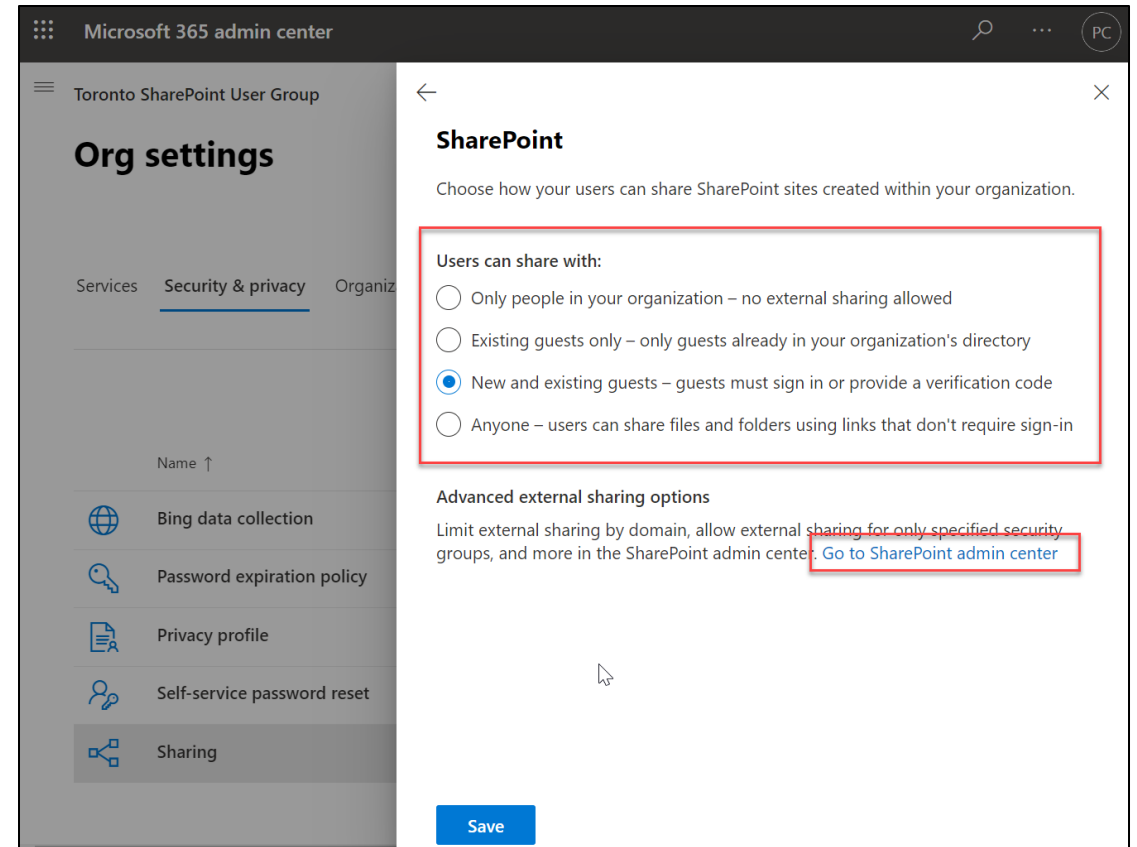 Microsoft 365 admin center
PC
Toronto SharePoint User Group
Org settings
Services Security & privacy Organiz
Name ↑
Bing data collection
Password expiration policy
Privacy profile
Self-service password reset
Sharing
SharePoint
Choose how your users can share SharePoint sites created within your organization.
Users can share with:
Only people in your organization – no external sharing allowed
Existing guests only – only guests already in your organization's directory
New and existing guests – guests must sign in or provide a verification code
Anyone – users can share files and folders using links that don't require sign-in
Advanced external sharing options
Limit external sharing by domain, allow external sharing for only specified security
groups, and more in the SharePoint admin center. Go to SharePoint admin center
Save